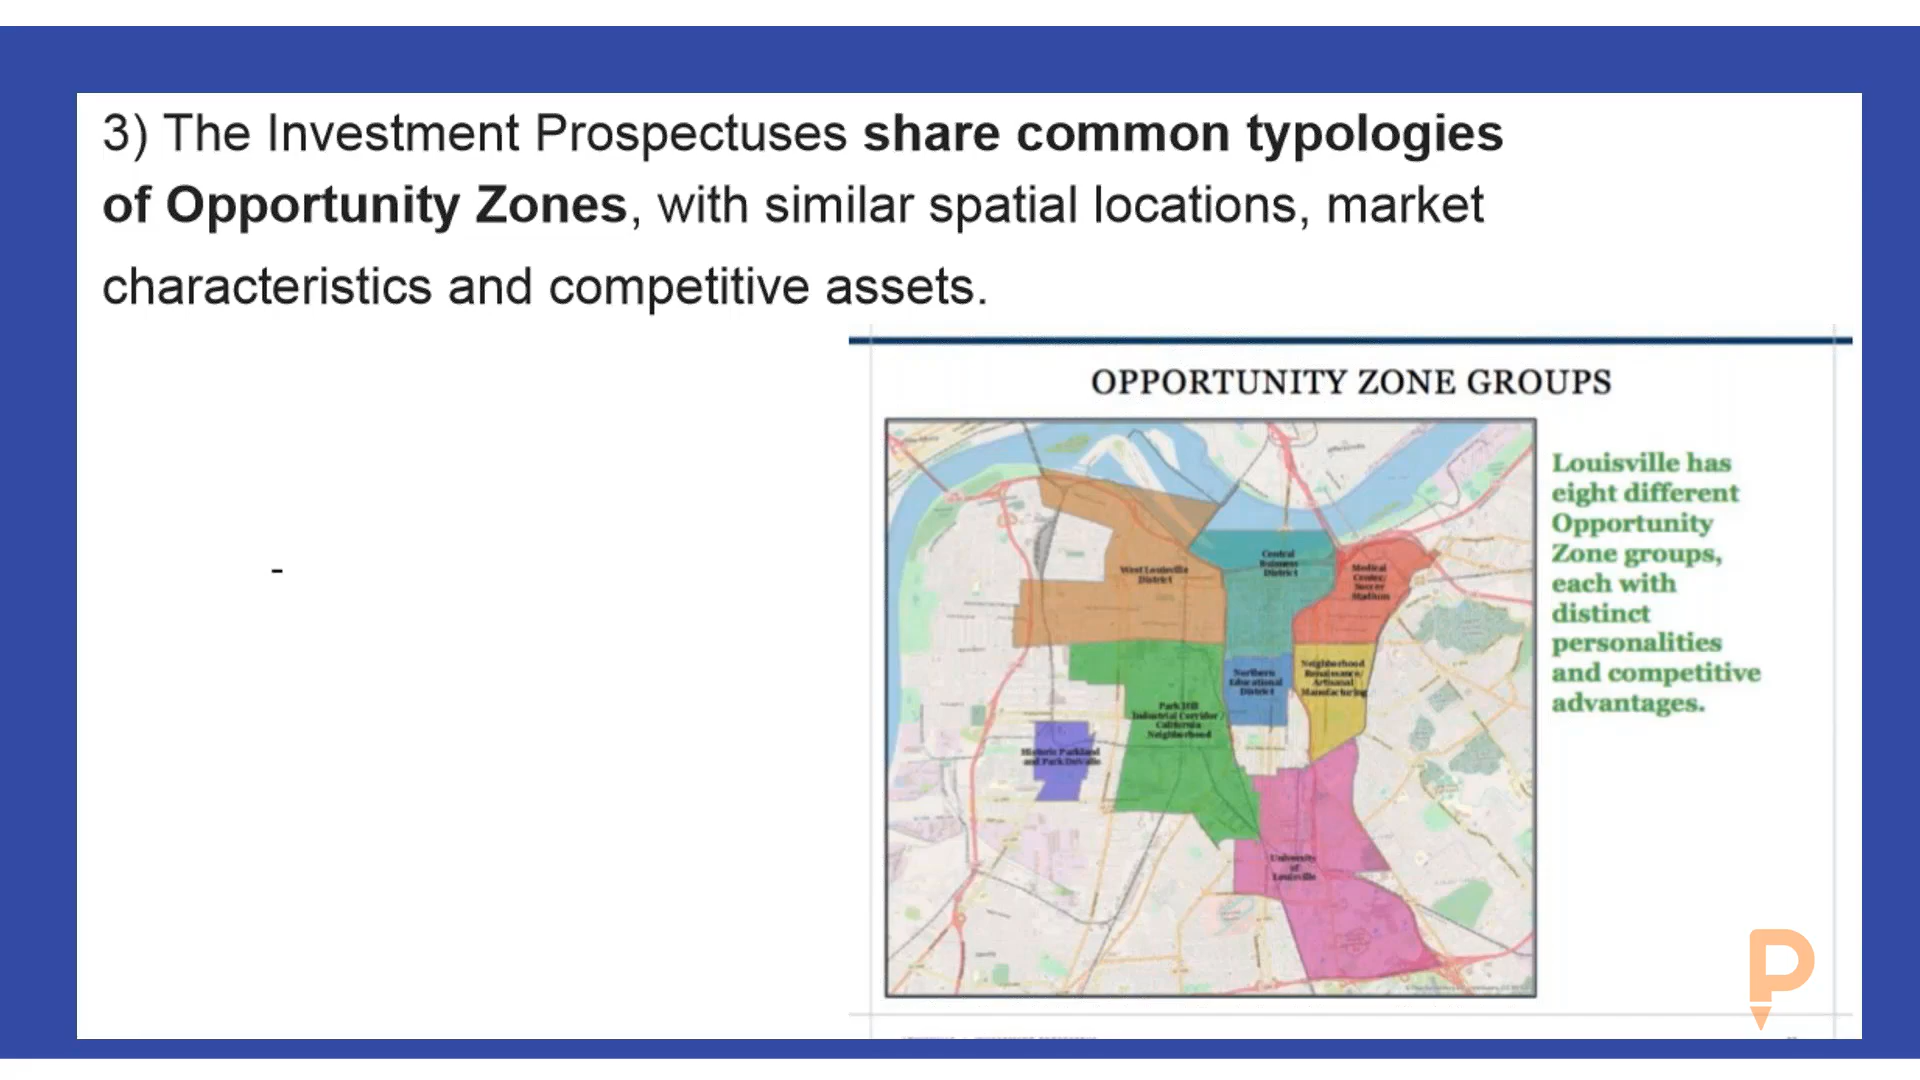 3) The Investment Prospectuses share common typologies
of Opportunity Zones, with similar spatial locations, market
characteristics and competitive assets.
-
OPPORTUNITY ZONE GROUPS
Louisville has
eight different
Opportunity
Zone groups,
each with
distinct
personalities
and competitive
advantages.
West Louisville
District
Central
Business
District
Medical
Center/
Soccer
Stadium
Northern
Educational
District
Neighborhood
Renaissance/
Artisanal
Manufacturing
Park Hill
Industrial Corridor /
California
Neighborhood
Historic Parkland
and Park DuValle
University
of
Louisville
P